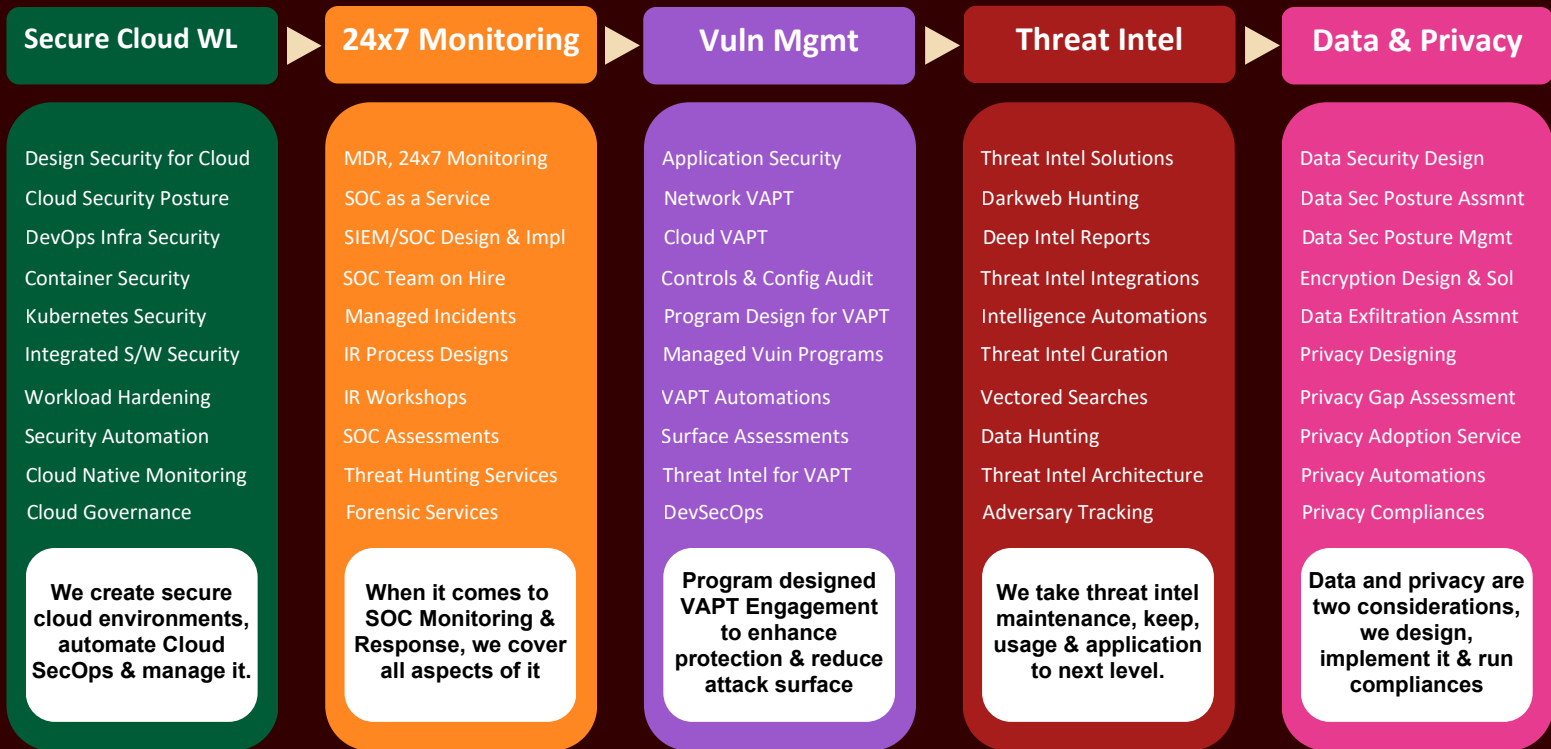 Secure Cloud WL
24x7 Monitoring
Vuln Mgmt
Threat Intel
Data & Privacy
Design Security for Cloud
Cloud Security Posture
DevOps Infra Security
Container Security
Kubernetes Security
Integrated S/W Security
Workload Hardening
Security Automation
Cloud Native Monitoring
Cloud Governance
We create secure
cloud environments,
automate Cloud
SecOps & manage it.
MDR, 24x7 Monitoring
SOC as a Service
SIEM/SOC Design & Impl
SOC Team on Hire
Managed Incidents
IR Process Designs
IR Workshops
SOC Assessments
Threat Hunting Services
Forensic Services
When it comes to
SOC Monitoring &
Response, we cover
all aspects of it
Application Security
Network VAPT
Cloud VAPT
Controls & Config Audit
Program Design for VAPT
Managed Vuin Programs
VAPT Automations
Surface Assessments
Threat Intel for VAPT
DevSecOps
Program designed
VAPT Engagement
to enhance
protection & reduce
attack surface
Threat Intel Solutions
Darkweb Hunting
Deep Intel Reports
Threat Intel Integrations
Intelligence Automations
Threat Intel Curation
Vectored Searches
Data Hunting
Threat Intel Architecture
Adversary Tracking
We take threat intel
maintenance, keep,
usage & application
to next level.
Data Security Design
Data Sec Posture Assmnt
Data Sec Posture Mgmt
Encryption Design & Sol
Data Exfiltration Assmnt
Privacy Designing
Privacy Gap Assessment
Privacy Adoption Service
Privacy Automations
Privacy Compliances
Data and privacy are
two considerations,
we design,
implement it & run
compliances